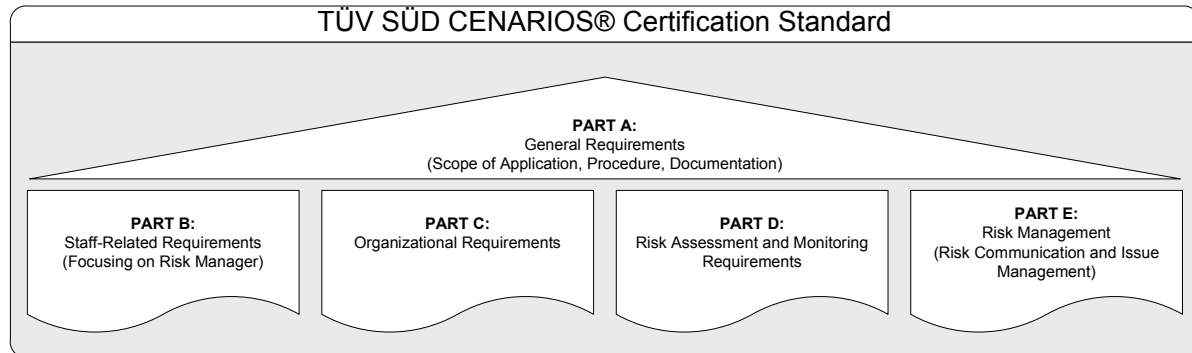 TÜV SÜD CENARIOS® Certification Standard
PART A:
General Requirements
(Scope of Application, Procedure, Documentation)
PART B:
Staff-Related Requirements
(Focusing on Risk Manager)
PART C:
Organizational Requirements
PART D:
Risk Assessment and Monitoring
Requirements
PART E:
Risk Management
(Risk Communication and Issue
Management)